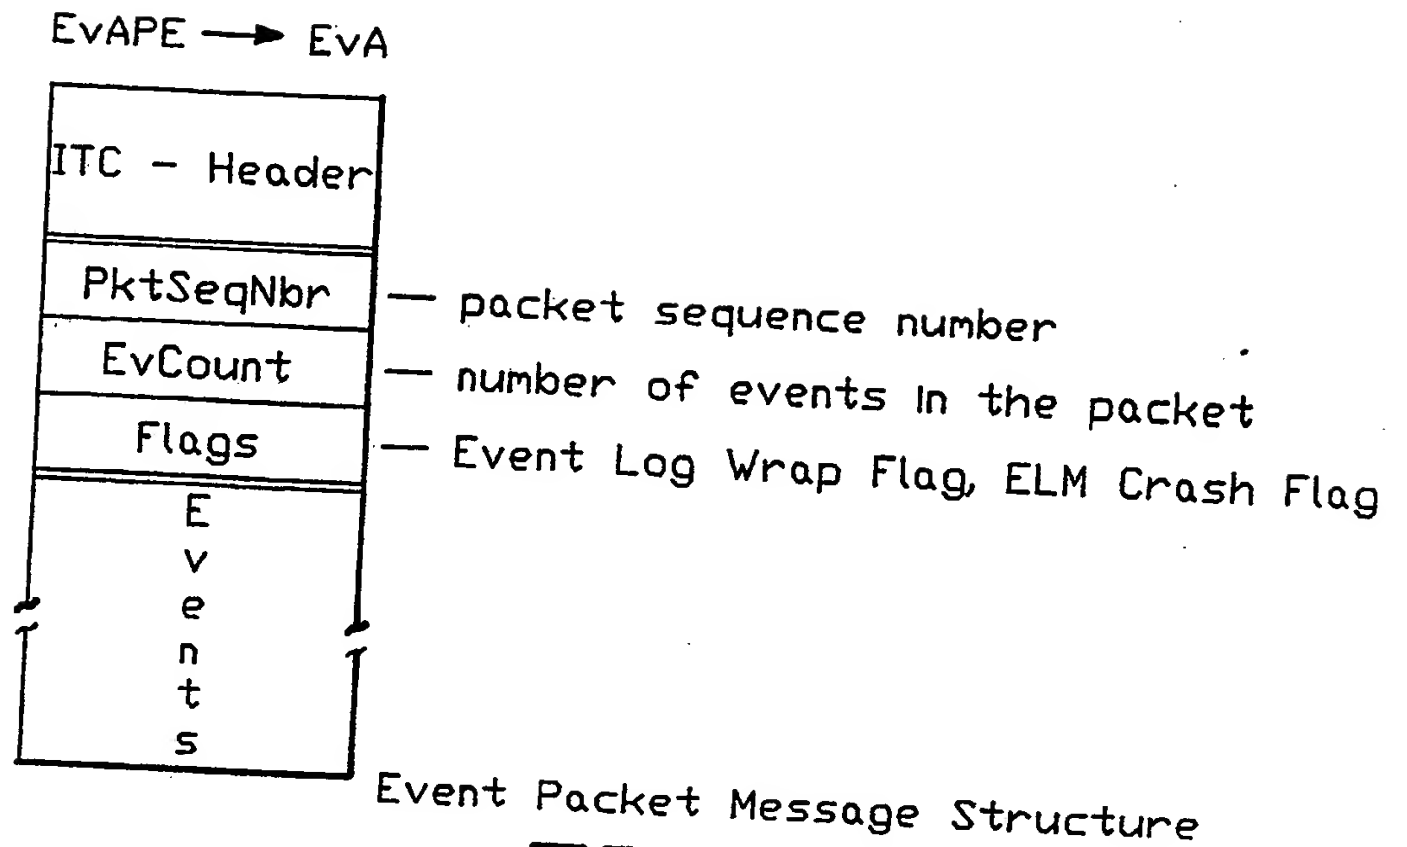 EvAPE → EvA
ITC - Header
PktSeqNbr — packet sequence number
EvCount — number of events in the packet
Flags — Event Log Wrap Flag, ELM Crash Flag
E
v
e
n
t
s
Event Packet Message Structure